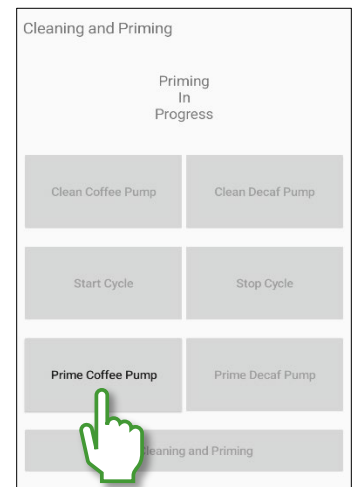 Cleaning and Priming
Priming
In
Progress
Clean Coffee Pump Clean Decaf Pump
Start Cycle Stop Cycle
Prime Coffee Pump Prime Decaf Pump
Cleaning and Priming